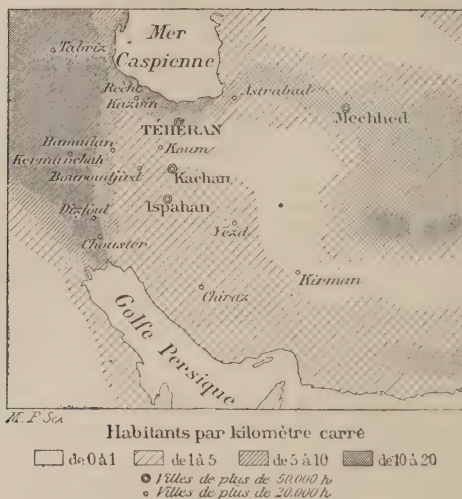 Mer
Caspienne
Tabriz
Recht
Kazvin
Astrabad
Mechhed
TÉHÉRAN
Hamadan
Koum
Kermanchah
Bouroudjird
Kachan
Ispahan
Dizfoul
Yezd
Chouster
Chiraz
Kirman
Golfe Persique
M. P. Scx
Habitants par kilomètre carré
de 0 à 1 de 1 à 5 de 5 à 10 de 10 à 20
Villes de plus de 50.000 h
Villes de plus de 20.000 h.